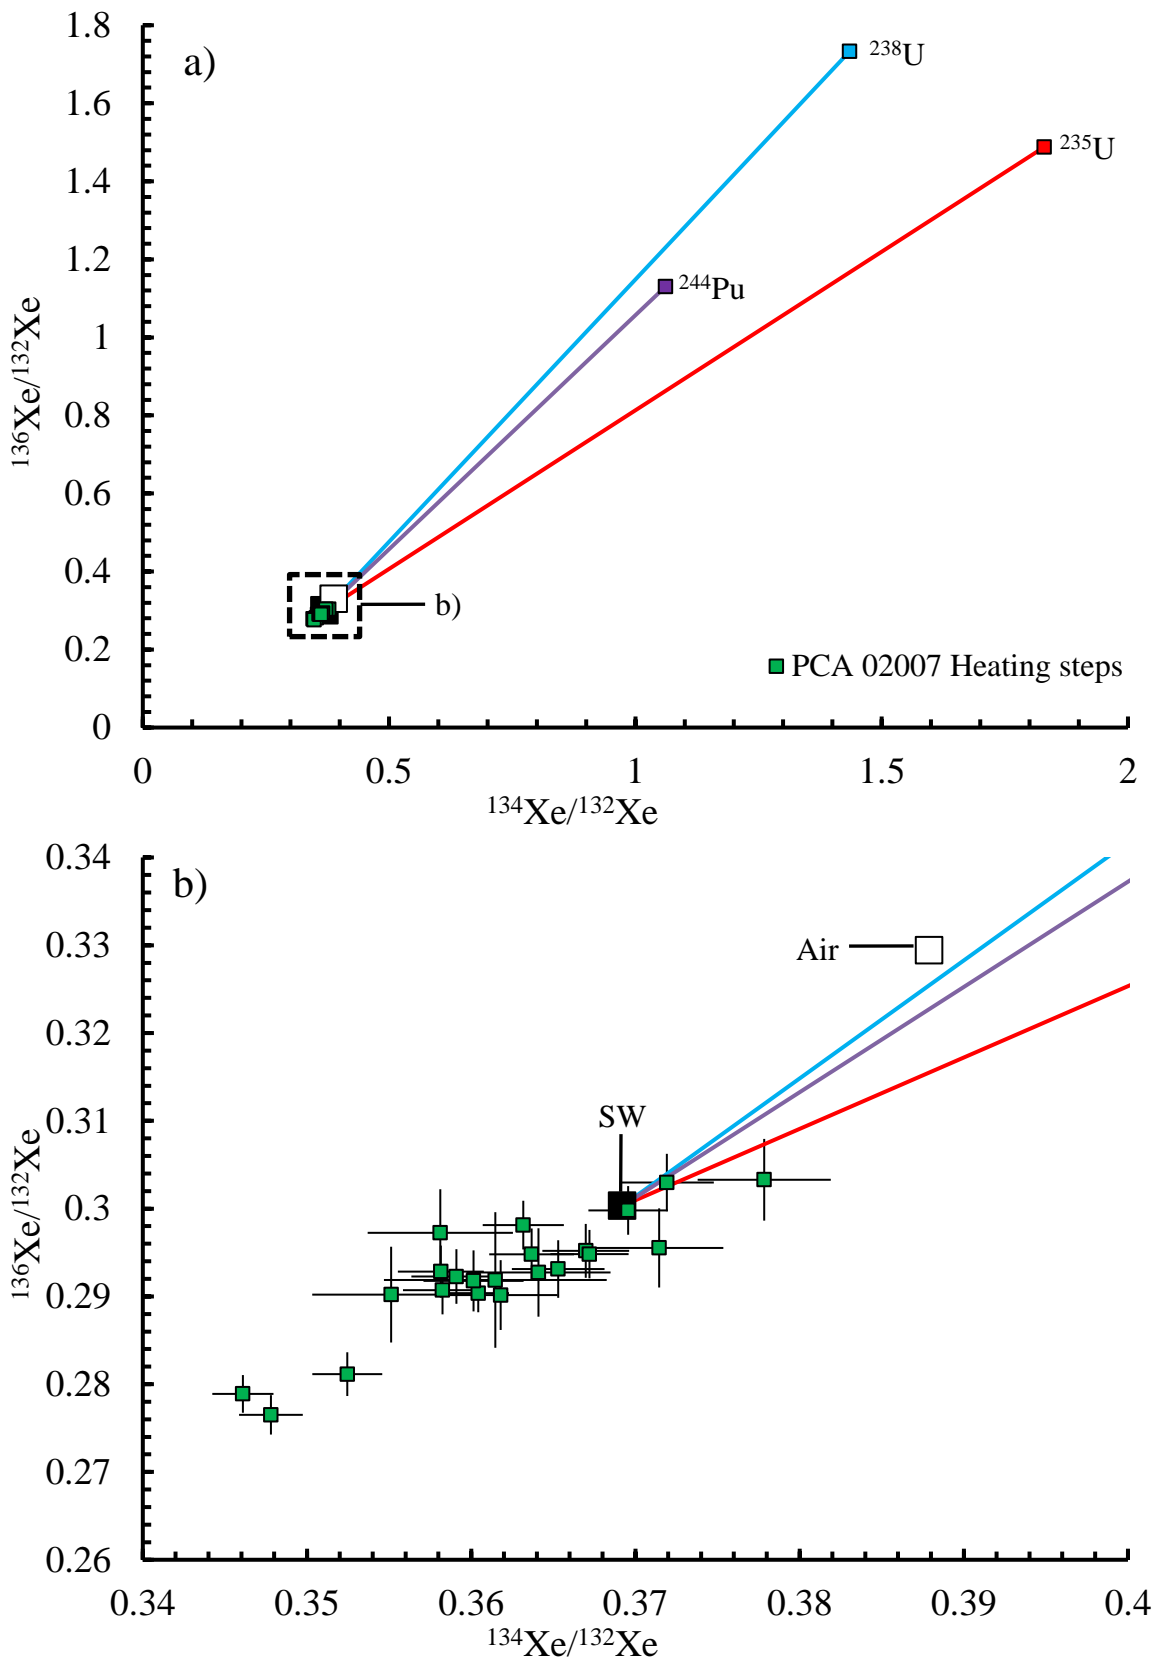 1.8
a)
²³⁸U
1.6
²³⁵U
1.4
1.2
²⁴⁴Pu
1
¹³⁶Xe/¹³²Xe
0.8
0.6
0.4
b)
0.2
PCA 02007 Heating steps
0
0 0.5 1 1.5 2
¹³⁴Xe/¹³²Xe
0.34
b)
0.33
Air
0.32
0.31
SW
¹³⁶Xe/¹³²Xe
0.3
0.29
0.28
0.27
0.26
0.34 0.35 0.36 0.37 0.38 0.39 0.4
¹³⁴Xe/¹³²Xe